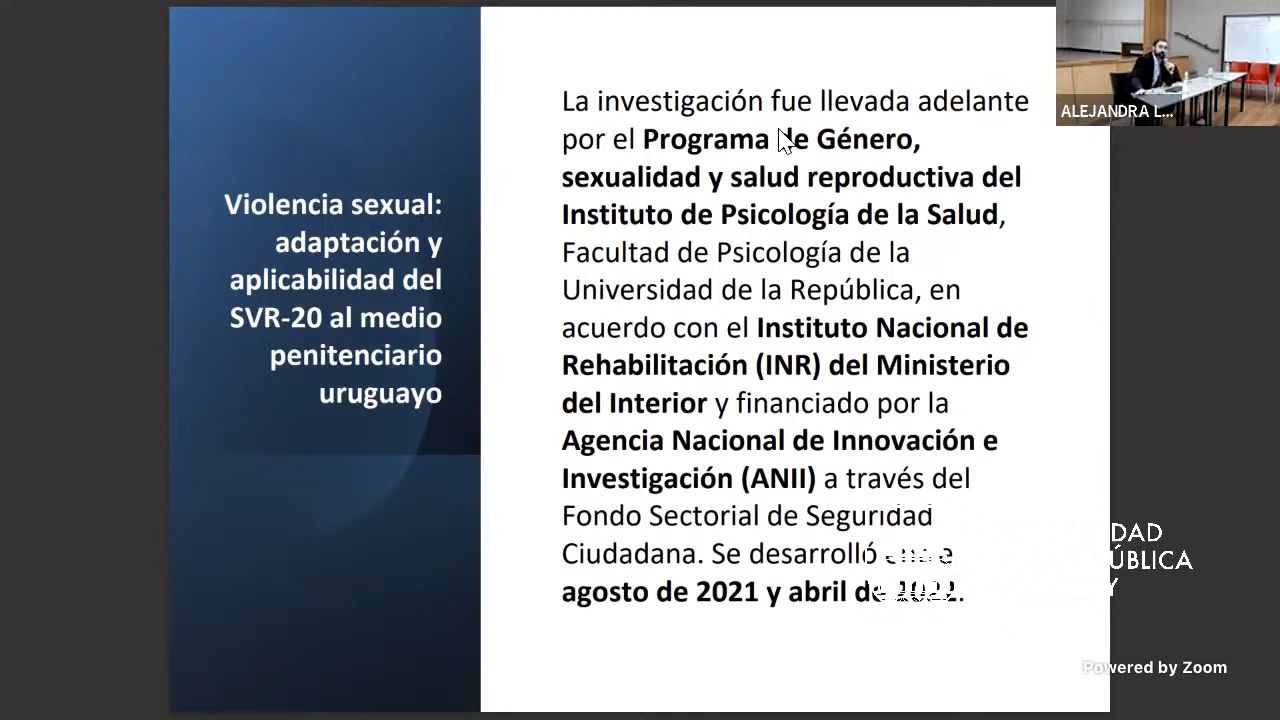 Violencia sexual:
adaptación y
aplicabilidad del
SVR-20 al medio
penitenciario
uruguayo
La investigación fue llevada adelante
por el Programa de Género,
sexualidad y salud reproductiva del
Instituto de Psicología de la Salud,
Facultad de Psicología de la
Universidad de la República, en
acuerdo con el Instituto Nacional de
Rehabilitación (INR) del Ministerio
del Interior y financiado por la
Agencia Nacional de Innovación e
Investigación (ANII) a través del
Fondo Sectorial de Seguridad
Ciudadana. Se desarrolló
agosto de 2021 y abril de 2022.
ALEJANDRA L...
DAD
ÚBLICA
Y
Powered by Zoom